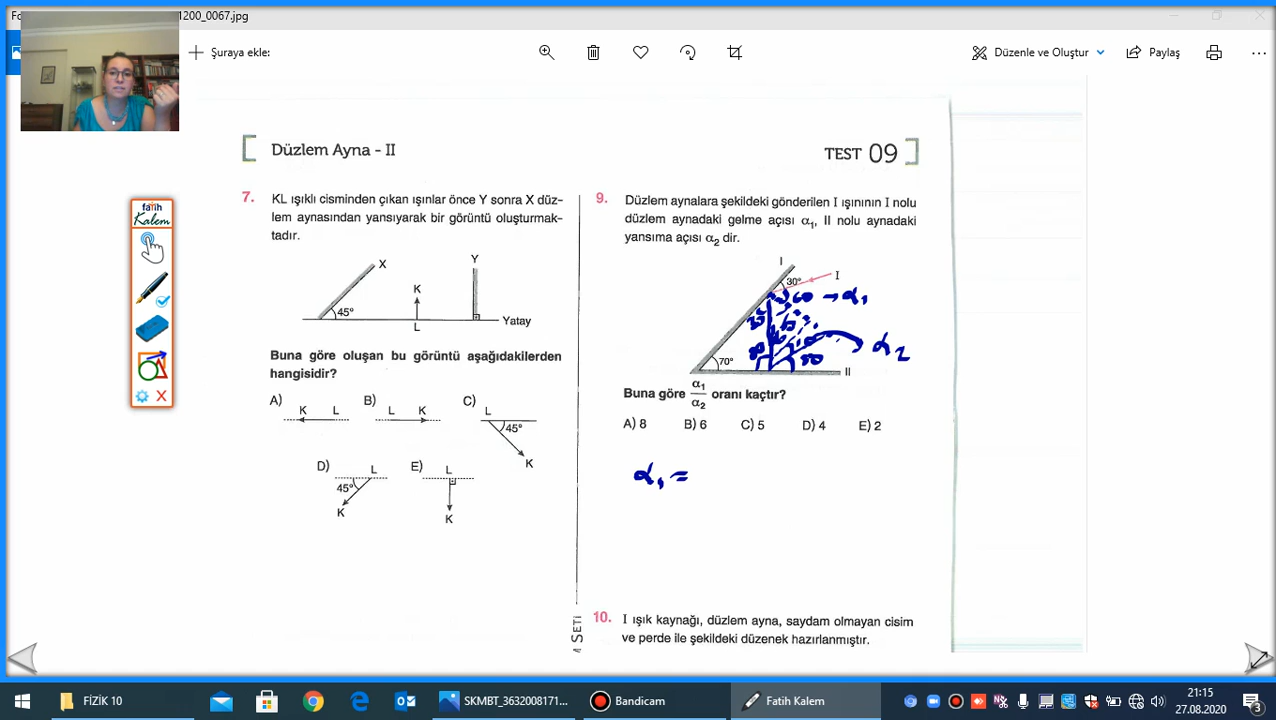 1200_0067.jpg
Şuraya ekle:
Düzenle ve Oluştur
Paylaş
Düzlem Ayna - II
TEST 09
fatih
Kalem
7. KL ışıklı cisminden çıkan ışınlar önce Y sonra X düz-
lem aynasından yansıyarak bir görüntü oluşturmak-
tadır.
X
Y
K
45°
L
Yatay
Buna göre oluşan bu görüntü aşağıdakilerden
hangisidir?
A) K L
B) L K
C) L 45° K
D) L 45° K
E) L K
9. Düzlem aynalara şekildeki gönderilen I ışınının I nolu
düzlem aynadaki gelme açısı α₁, II nolu aynadaki
yansıma açısı α₂ dir.
I
30°
I
60 → α₁
α₂
70°
II
Buna göre α₁/α₂ oranı kaçtır?
A) 8 B) 6 C) 5 D) 4 E) 2
α₁ =
10. I ışık kaynağı, düzlem ayna, saydam olmayan cisim
ve perde ile şekildeki düzenek hazırlanmıştır.
M SETİ
FİZİK 10
SKMBT_3632008171...
Bandicam
Fatih Kalem
21:15
27.08.2020
3